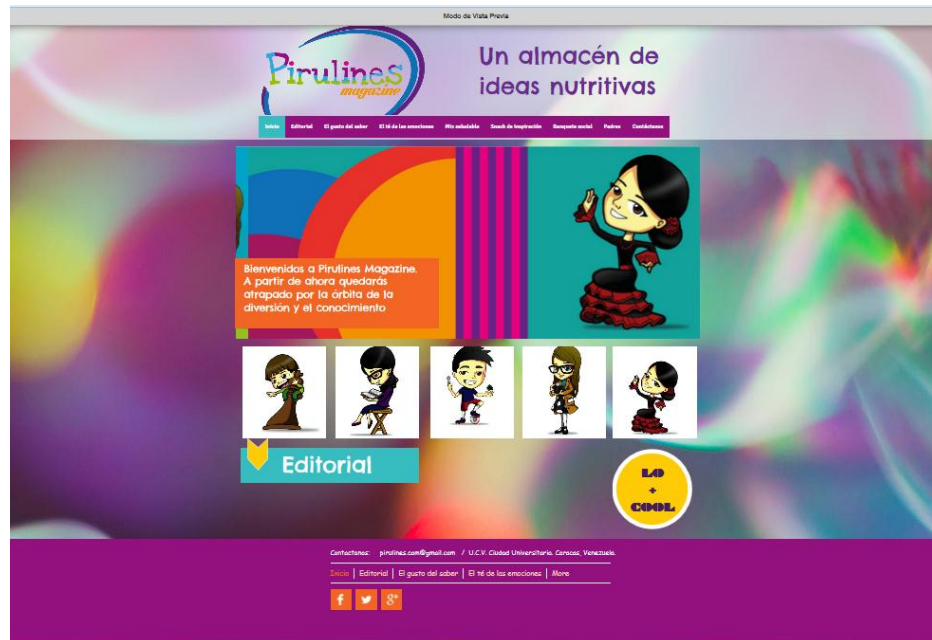 Modo de Vista Previa
Pirulines
magazine
Un almacén de
ideas nutritivas
Inicio Editorial El gusto del saber El té de las emociones Mix saludable Snack de inspiración Banquete social Padres Contáctanos
Bienvenidos a Pirulines Magazine.
A partir de ahora quedarás
atrapado por la órbita de la
diversión y el conocimiento
Editorial
LO
+
COOL
Contactanos: pirulines.com@gmail.com / U.C.V. Ciudad Universitaria. Caracas, Venezuela.
Inicio | Editorial | El gusto del saber | El té de las emociones | More